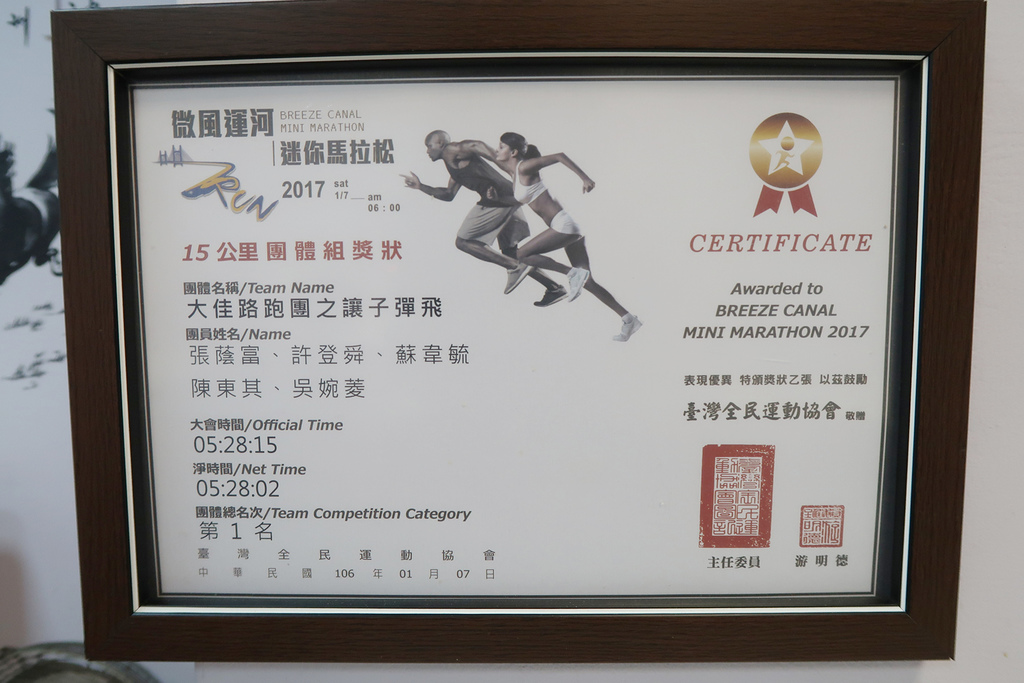 微風運河 BREEZE CANAL
MINI MARATHON
迷你馬拉松
RUN
2017 sat 1/7 am 06:00
15公里團體組獎狀
團體名稱/Team Name
大佳路跑團之讓子彈飛
團員姓名/Name
張蔭富、許登舜、蘇韋毓
陳東其、吳婉菱
大會時間/Official Time
05:28:15
淨時間/Net Time
05:28:02
團體總名次/Team Competition Category
第 1 名
臺灣全民運動協會
中華民國 106 年 01 月 07 日
CERTIFICATE
Awarded to
BREEZE CANAL
MINI MARATHON 2017
表現優異 特頒獎狀乙張 以茲鼓勵
臺灣全民運動協會 敬贈
主任委員 游明德